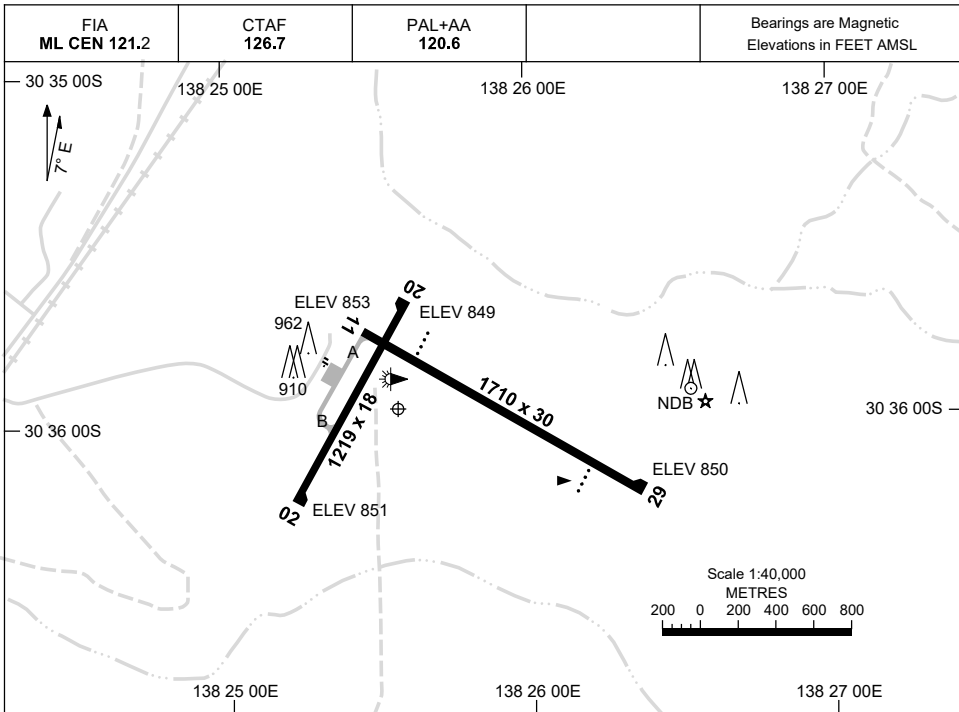 FIA
ML CEN 121.2
CTAF
126.7
PAL+AA
120.6
Bearings are Magnetic
Elevations in FEET AMSL
30 35 00S
138 25 00E
138 26 00E
138 27 00E
7° E
20
ELEV 853
ELEV 849
11
962
A
910
1710 x 30
NDB
30 36 00S
B
1219 x 18
30 36 00S
ELEV 850
29
02
ELEV 851
Scale 1:40,000
METRES
200 0 200 400 600 800
138 25 00E
138 26 00E
138 27 00E